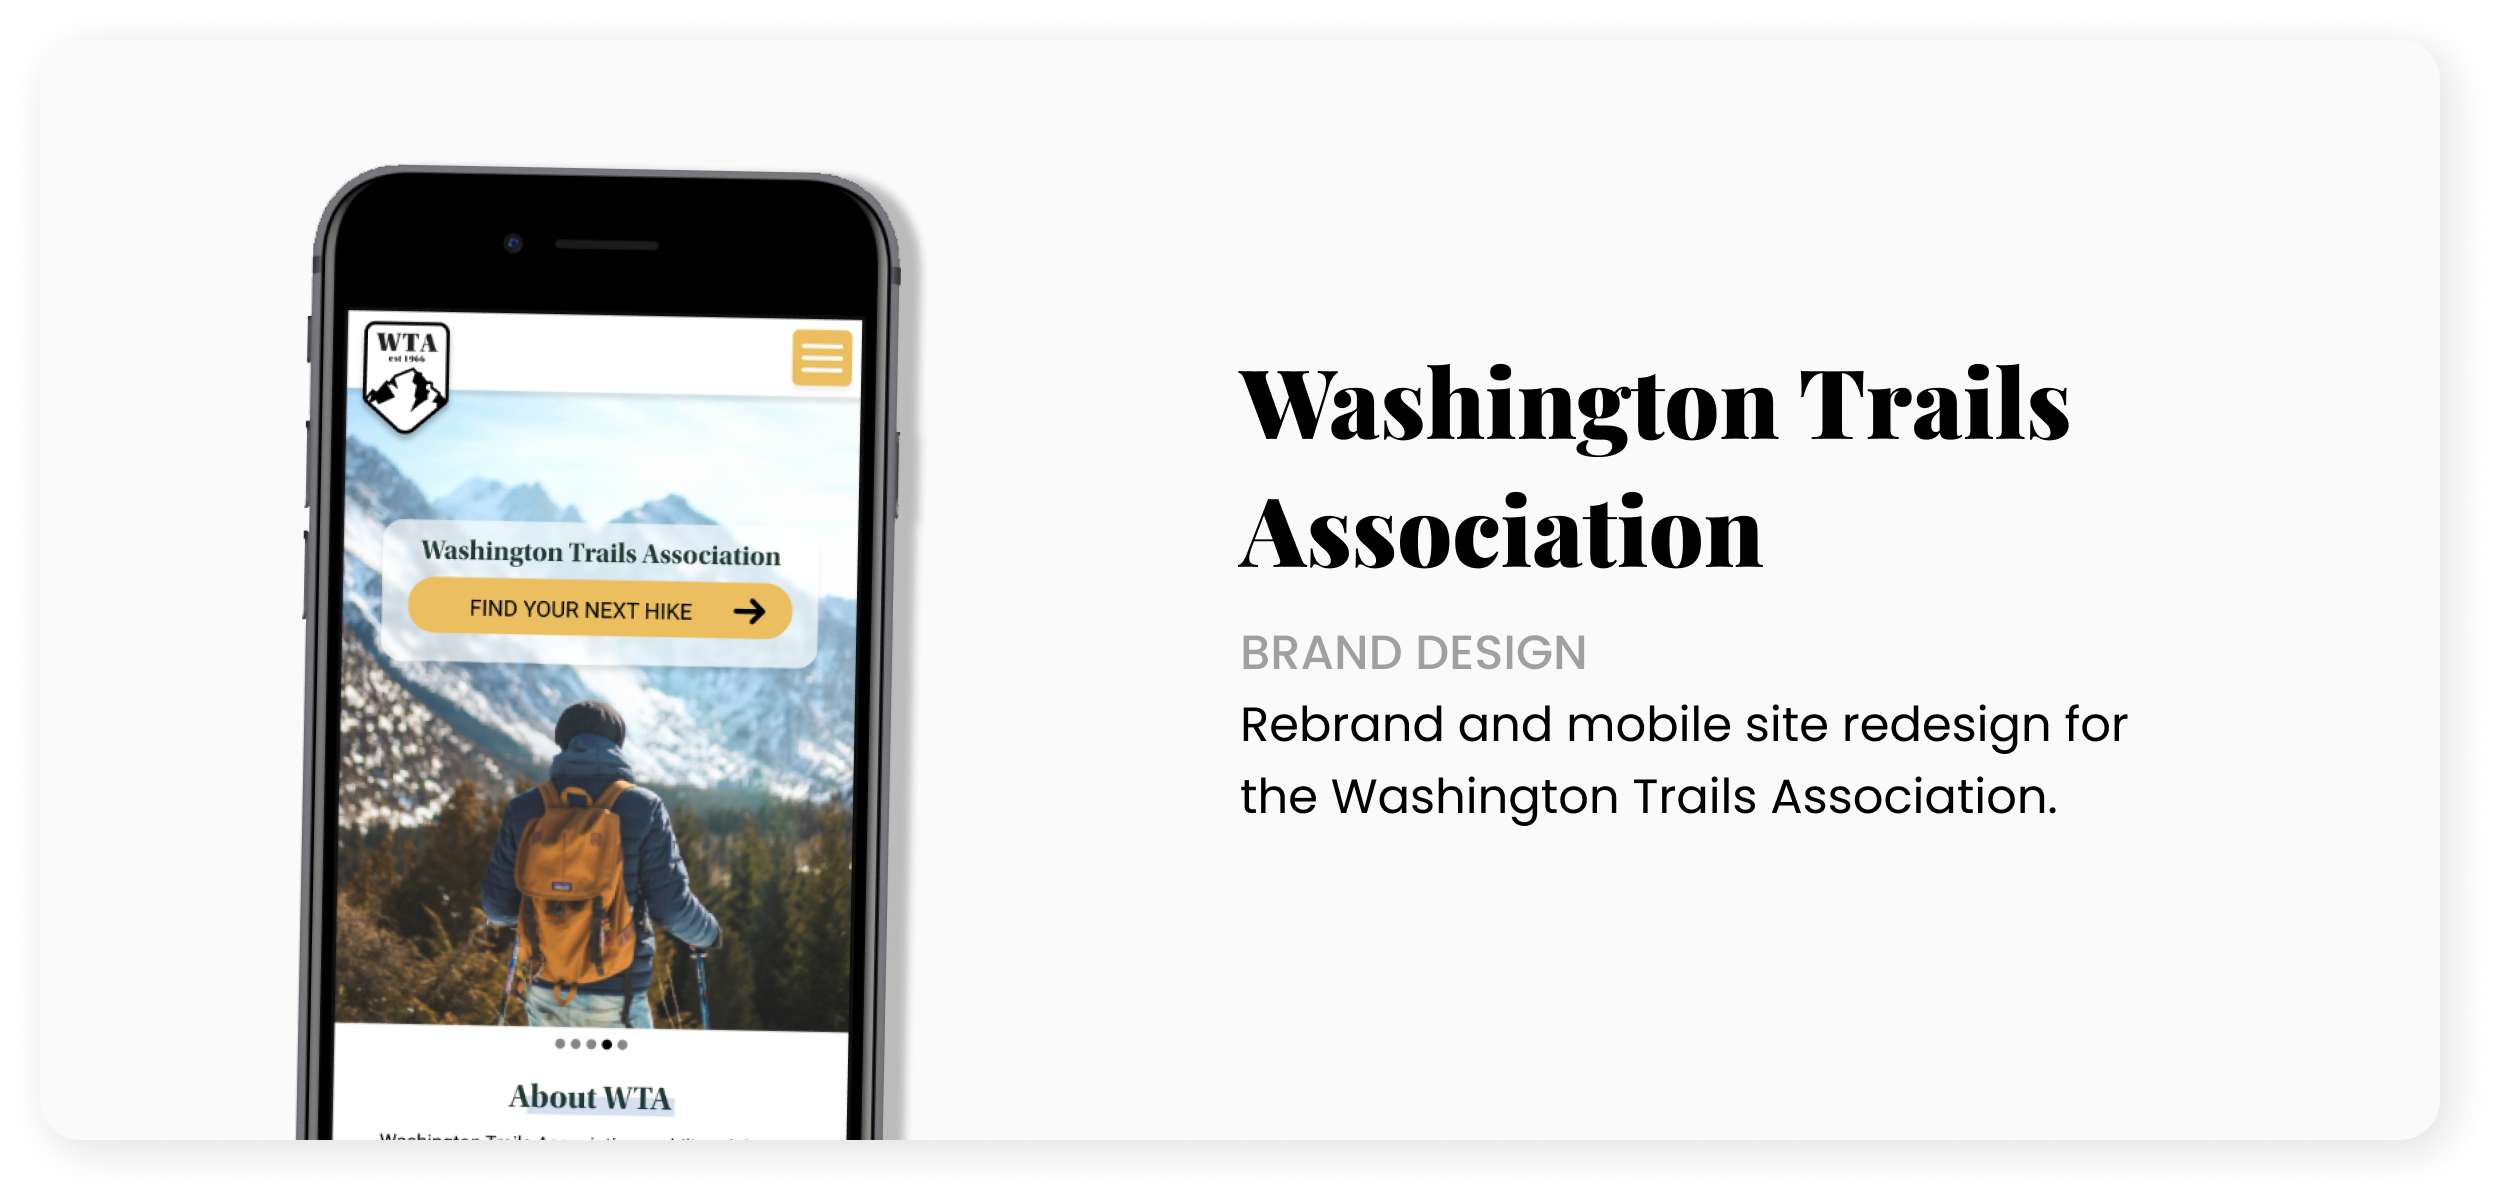 WTA
est 1966
Washington Trails Association
FIND YOUR NEXT HIKE
About WTA
Washington Trails
Association
BRAND DESIGN
Rebrand and mobile site redesign for
the Washington Trails Association.